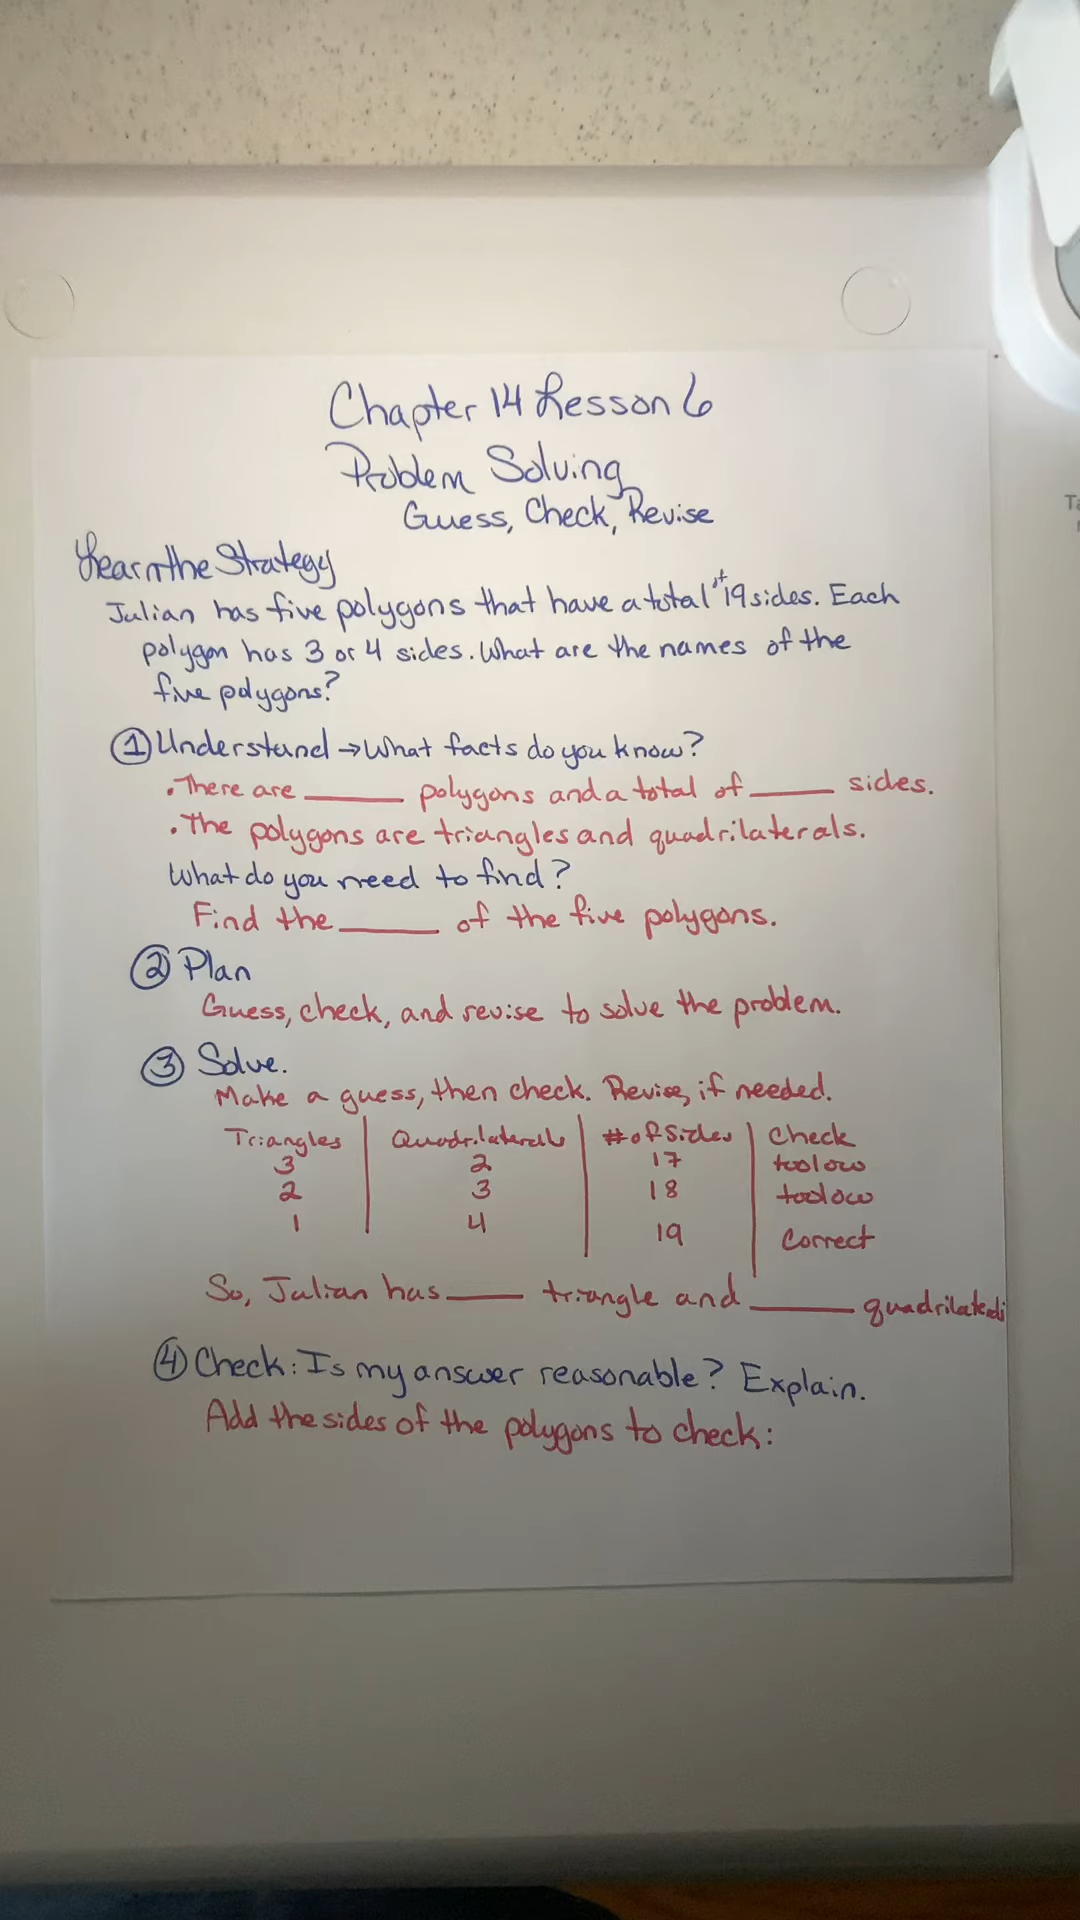 Chapter 14 Lesson 6
Problem Solving
Guess, Check, Revise
Learn the Strategy
Julian has five polygons that have a total of 19 sides. Each
polygon has 3 or 4 sides. What are the names of the
five polygons?
① Understand → What facts do you know?
• There are ______ polygons and a total of ______ sides.
• The polygons are triangles and quadrilaterals.
What do you need to find?
Find the ______ of the five polygons.
② Plan
Guess, check, and revise to solve the problem.
③ Solve.
Make a guess, then check. Revise, if needed.
Triangles | Quadrilaterals | # of Sides | Check
3 | 2 | 17 | too low
2 | 3 | 18 | too low
1 | 4 | 19 | Correct
So, Julian has ______ triangle and ______
④ Check: Is my answer reasonable? Explain.
Add the sides of the polygons to check: